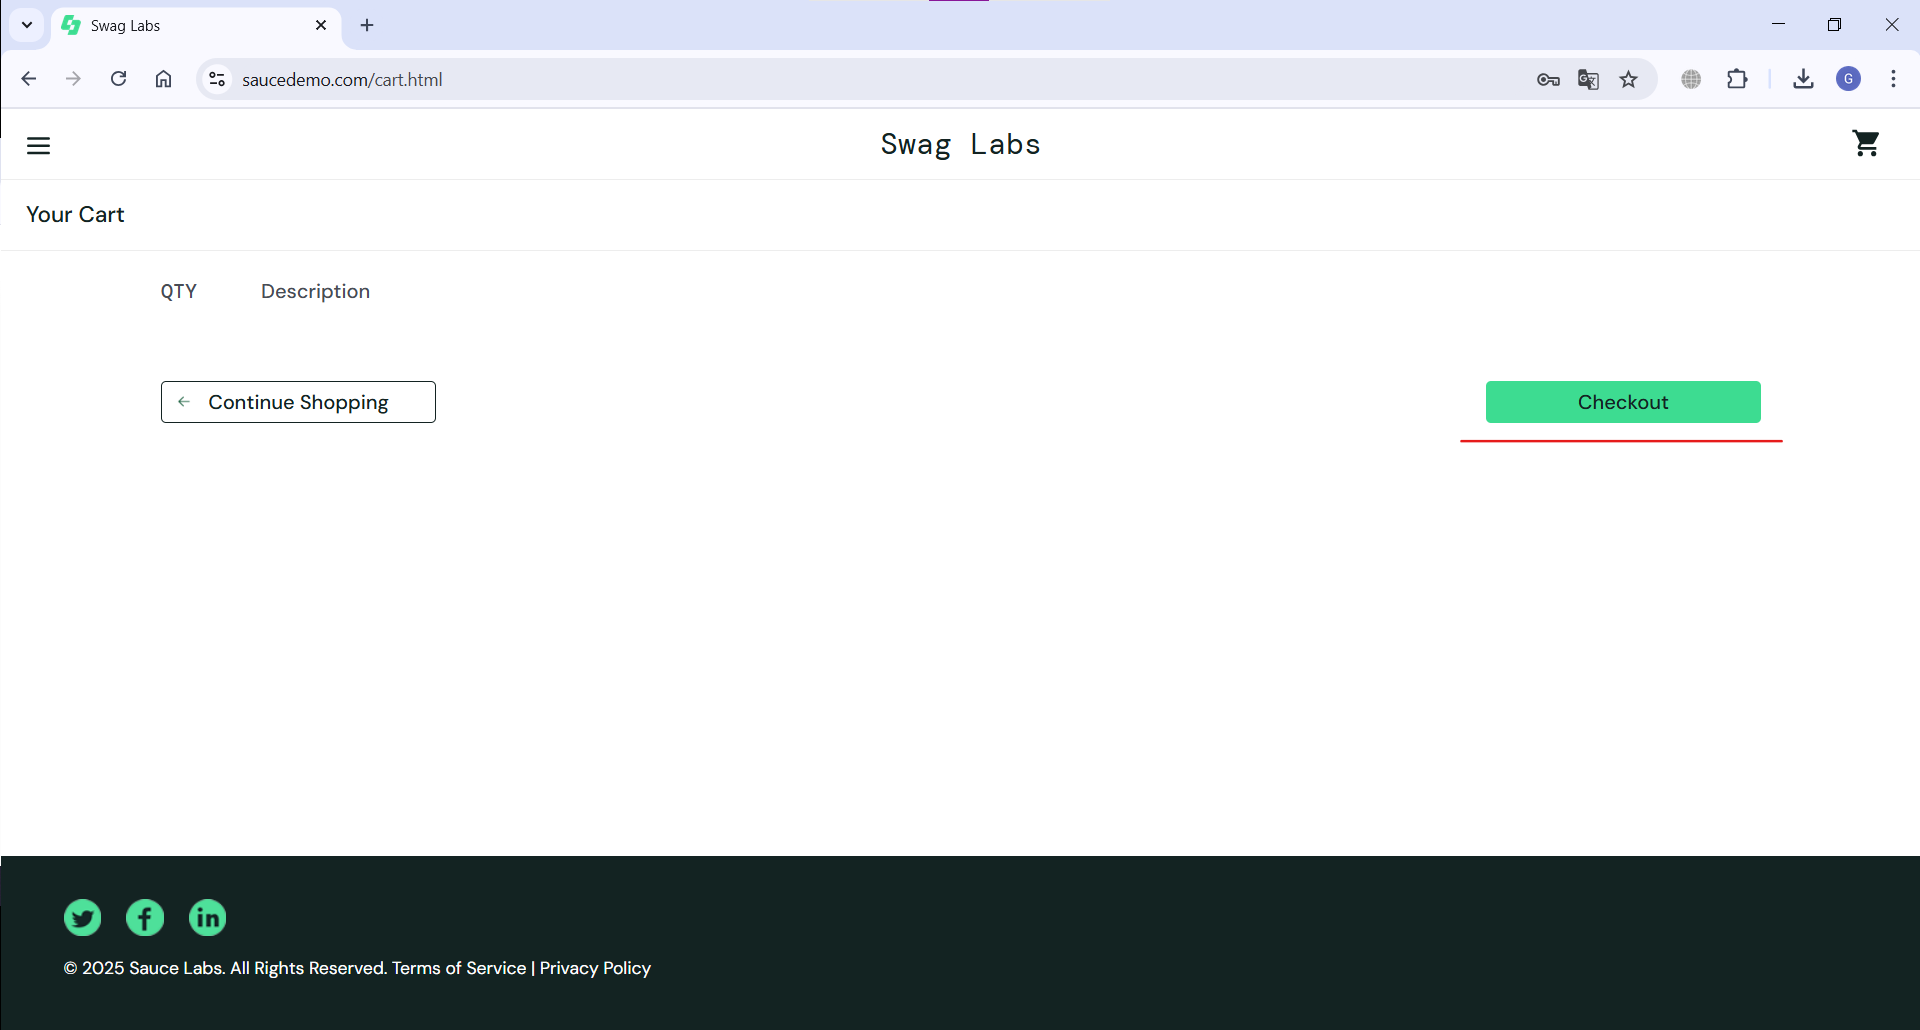 Swag Labs
saucedemo.com/cart.html
G
Swag Labs
Your Cart
QTY Description
Continue Shopping
Checkout
© 2025 Sauce Labs. All Rights Reserved. Terms of Service | Privacy Policy